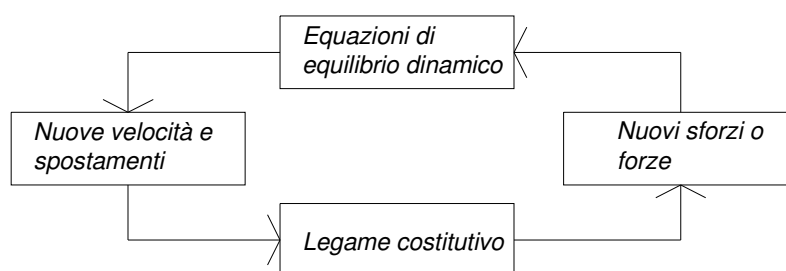 Equazioni di
equilibrio dinamico
Nuove velocità e
spostamenti
Nuovi sforzi o
forze
Legame costitutivo